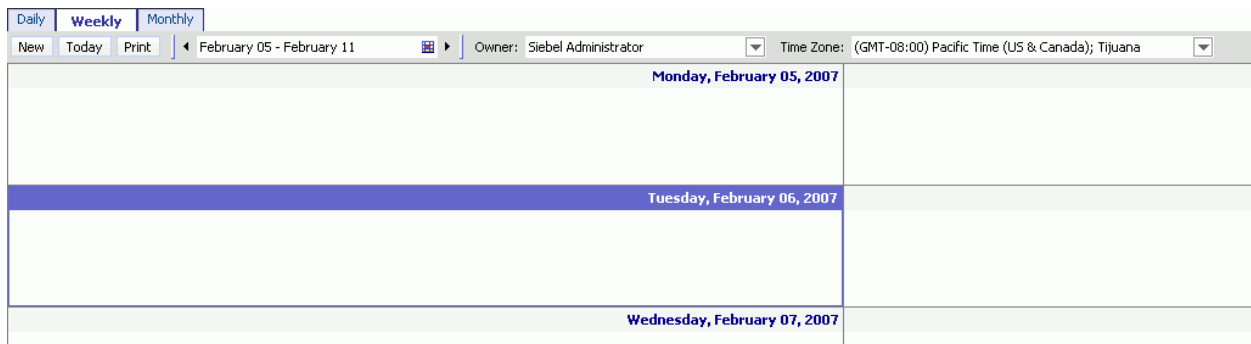 Daily Weekly Monthly
New Today Print February 05 - February 11 Owner: Siebel Administrator Time Zone: (GMT-08:00) Pacific Time (US & Canada); Tijuana
Monday, February 05, 2007
Tuesday, February 06, 2007
Wednesday, February 07, 2007